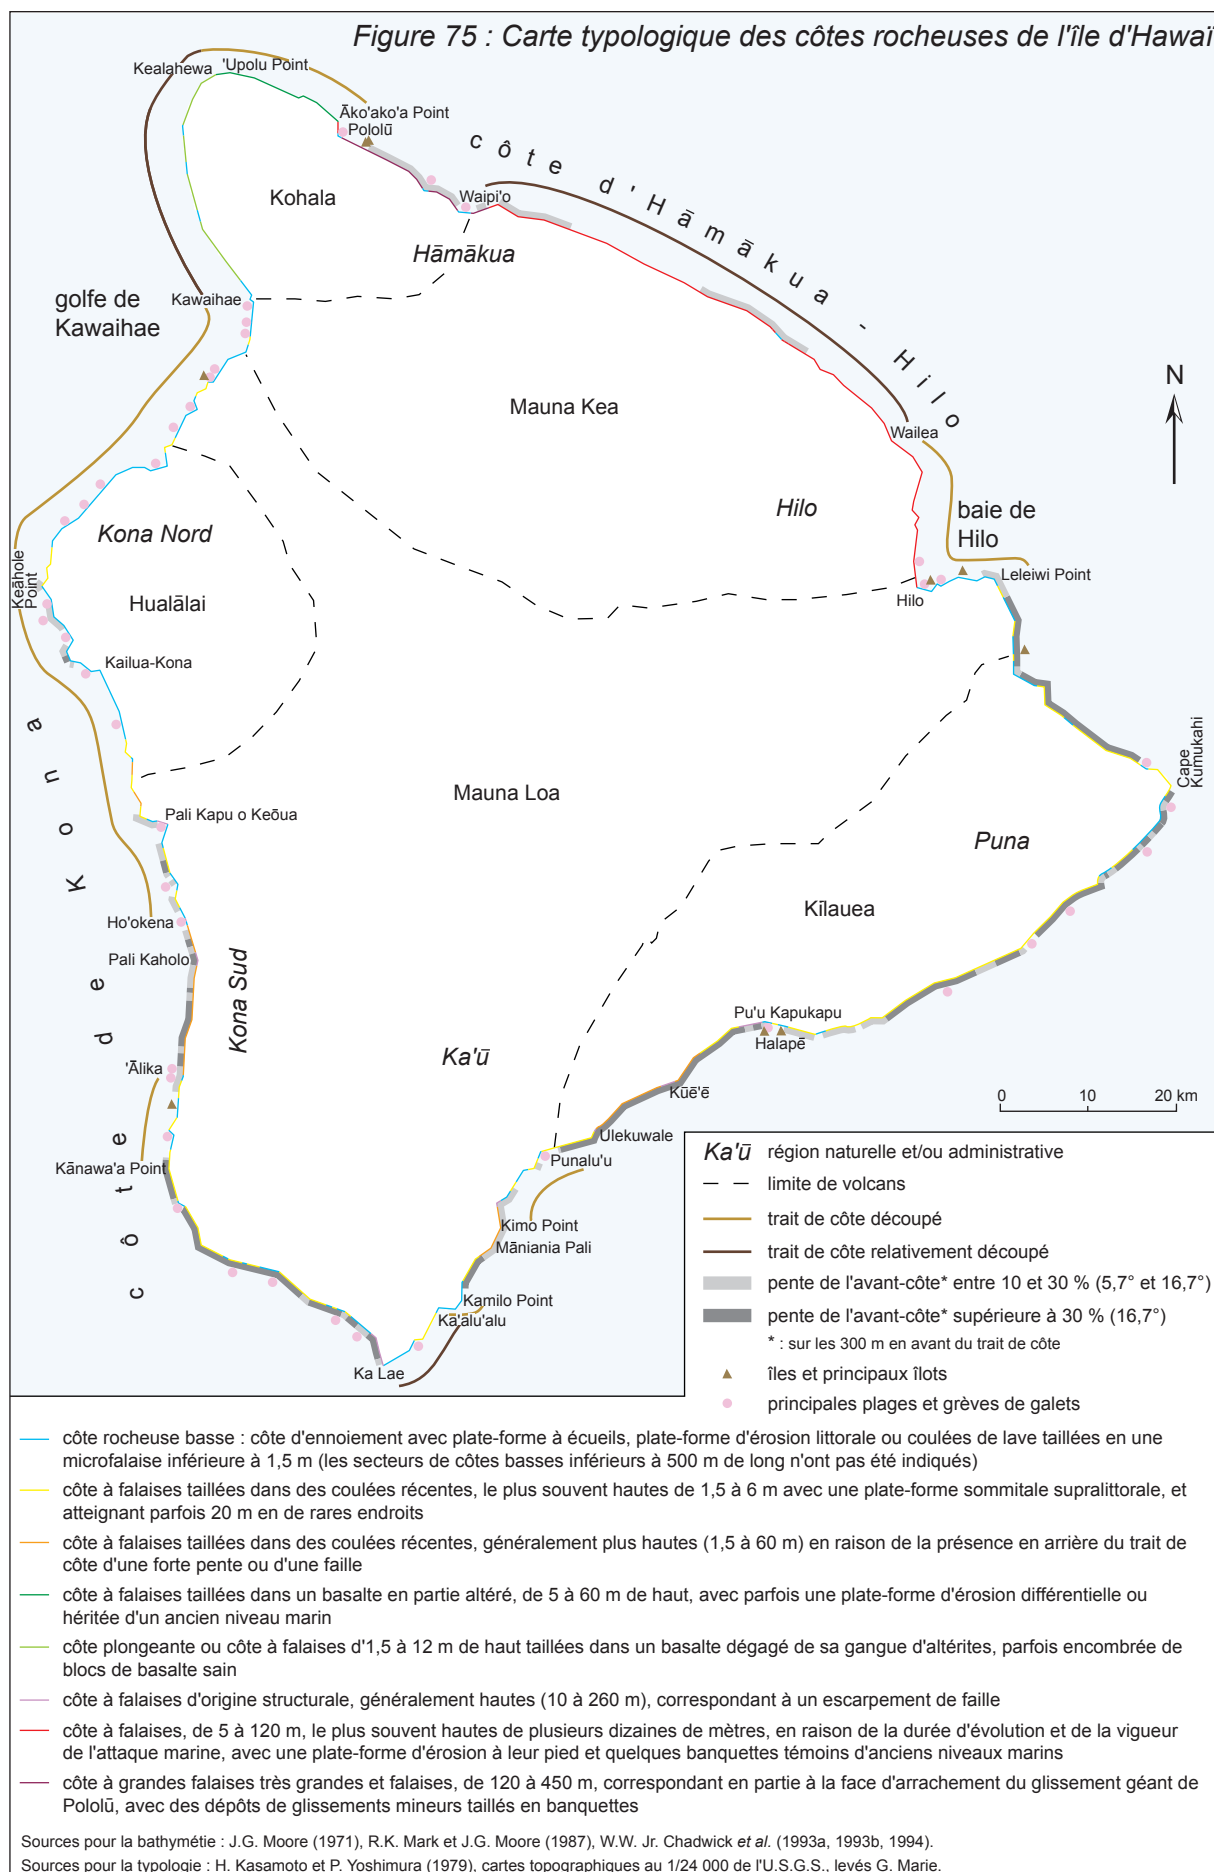 Figure 75 : Carte typologique des côtes rocheuses de l'île d'Hawaï
Kealahewa
'Upolu Point
Āko'ako'a Point
Pololū
côte d'Hāmākua - Hilo
Kohala
Waipi'o
Hāmākua
golfe de
Kawaihae
Kawaihae
N
Mauna Kea
Wailea
Hilo
baie de
Hilo
Kona Nord
Keāhole
Point
Hualālai
Leleiwi Point
Hilo
Kailua-Kona
côte de Kona
Cape
Kumukahi
Mauna Loa
Pali Kapu o Keōua
Puna
Kīlauea
Ho'okena
Pali Kaholo
Kona Sud
Pu'u Kapukapu
Halapē
Ka'ū
'Ālika
Kūē'ē
0 10 20 km
Ulekuwale
Kānawa'a Point
Punalu'u
Kimo Point
Māniania Pali
Kamilo Point
Ka'alu'alu
Ka Lae
Ka'ū région naturelle et/ou administrative
limite de volcans
trait de côte découpé
trait de côte relativement découpé
pente de l'avant-côte* entre 10 et 30 % (5,7° et 16,7°)
pente de l'avant-côte* supérieure à 30 % (16,7°)
* : sur les 300 m en avant du trait de côte
îles et principaux îlots
principales plages et grèves de galets
côte rocheuse basse : côte d'ennoiement avec plate-forme à écueils, plate-forme d'érosion littorale ou coulées de lave taillées en une
microfalaise inférieure à 1,5 m (les secteurs de côtes basses inférieurs à 500 m de long n'ont pas été indiqués)
côte à falaises taillées dans des coulées récentes, le plus souvent hautes de 1,5 à 6 m avec une plate-forme sommitale supralittorale, et
atteignant parfois 20 m en de rares endroits
côte à falaises taillées dans des coulées récentes, généralement plus hautes (1,5 à 60 m) en raison de la présence en arrière du trait de
côte d'une forte pente ou d'une faille
côte à falaises taillées dans un basalte en partie altéré, de 5 à 60 m de haut, avec parfois une plate-forme d'érosion différentielle ou
héritée d'un ancien niveau marin
côte plongeante ou côte à falaises d'1,5 à 12 m de haut taillées dans un basalte dégagé de sa gangue d'altérites, parfois encombrée de
blocs de basalte sain
côte à falaises d'origine structurale, généralement hautes (10 à 260 m), correspondant à un escarpement de faille
côte à falaises, de 5 à 120 m, le plus souvent hautes de plusieurs dizaines de mètres, en raison de la durée d'évolution et de la vigueur
de l'attaque marine, avec une plate-forme d'érosion à leur pied et quelques banquettes témoins d'anciens niveaux marins
côte à grandes falaises très grandes et falaises, de 120 à 450 m, correspondant en partie à la face d'arrachement du glissement géant de
Pololū, avec des dépôts de glissements mineurs taillés en banquettes
Sources pour la bathymétie : J.G. Moore (1971), R.K. Mark et J.G. Moore (1987), W.W. Jr. Chadwick et al. (1993a, 1993b, 1994).
Sources pour la typologie : H. Kasamoto et P. Yoshimura (1979), cartes topographiques au 1/24 000 de l'U.S.G.S., levés G. Marie.